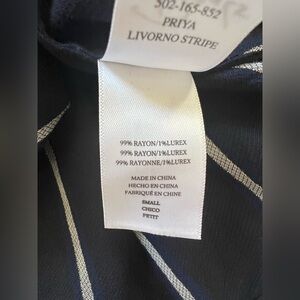 S02-165-852
PRIYA
LIVORNO STRIPE
99% RAYON/1%LUREX
99% RAYON/1%LUREX
99% RAYONNE/1%LUREX
MADE IN CHINA
HECHO EN CHINA
FABRIQUÉ EN CHINE
SMALL
CHICO
PETIT